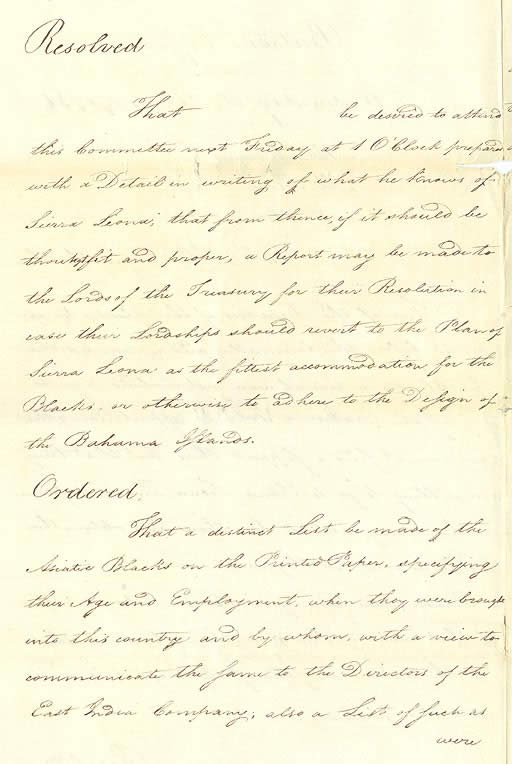 Resolved
That be desired to attend
this Committee next Friday at 1 O'Clock prepared
with a Detail in writing of what he knows of
Sierra Leona; that from thence, if it should be
thought fit and proper, a Report may be made to
the Lords of the Treasury for their Resolution in
case their Lordships should revert to the Plan of
Sierra Leona as the fittest accommodation for the
Blacks, or otherwise to adhere to the Design of
the Bahama Islands.
Ordered,
That a distinct List be made of the
Asiatic Blacks on the Printed Paper, specifying
their Age and Employment, when they were brought
into this country and by whom, with a view to
communicate the same to the Directors of the
East India Company; also a List of such as
were